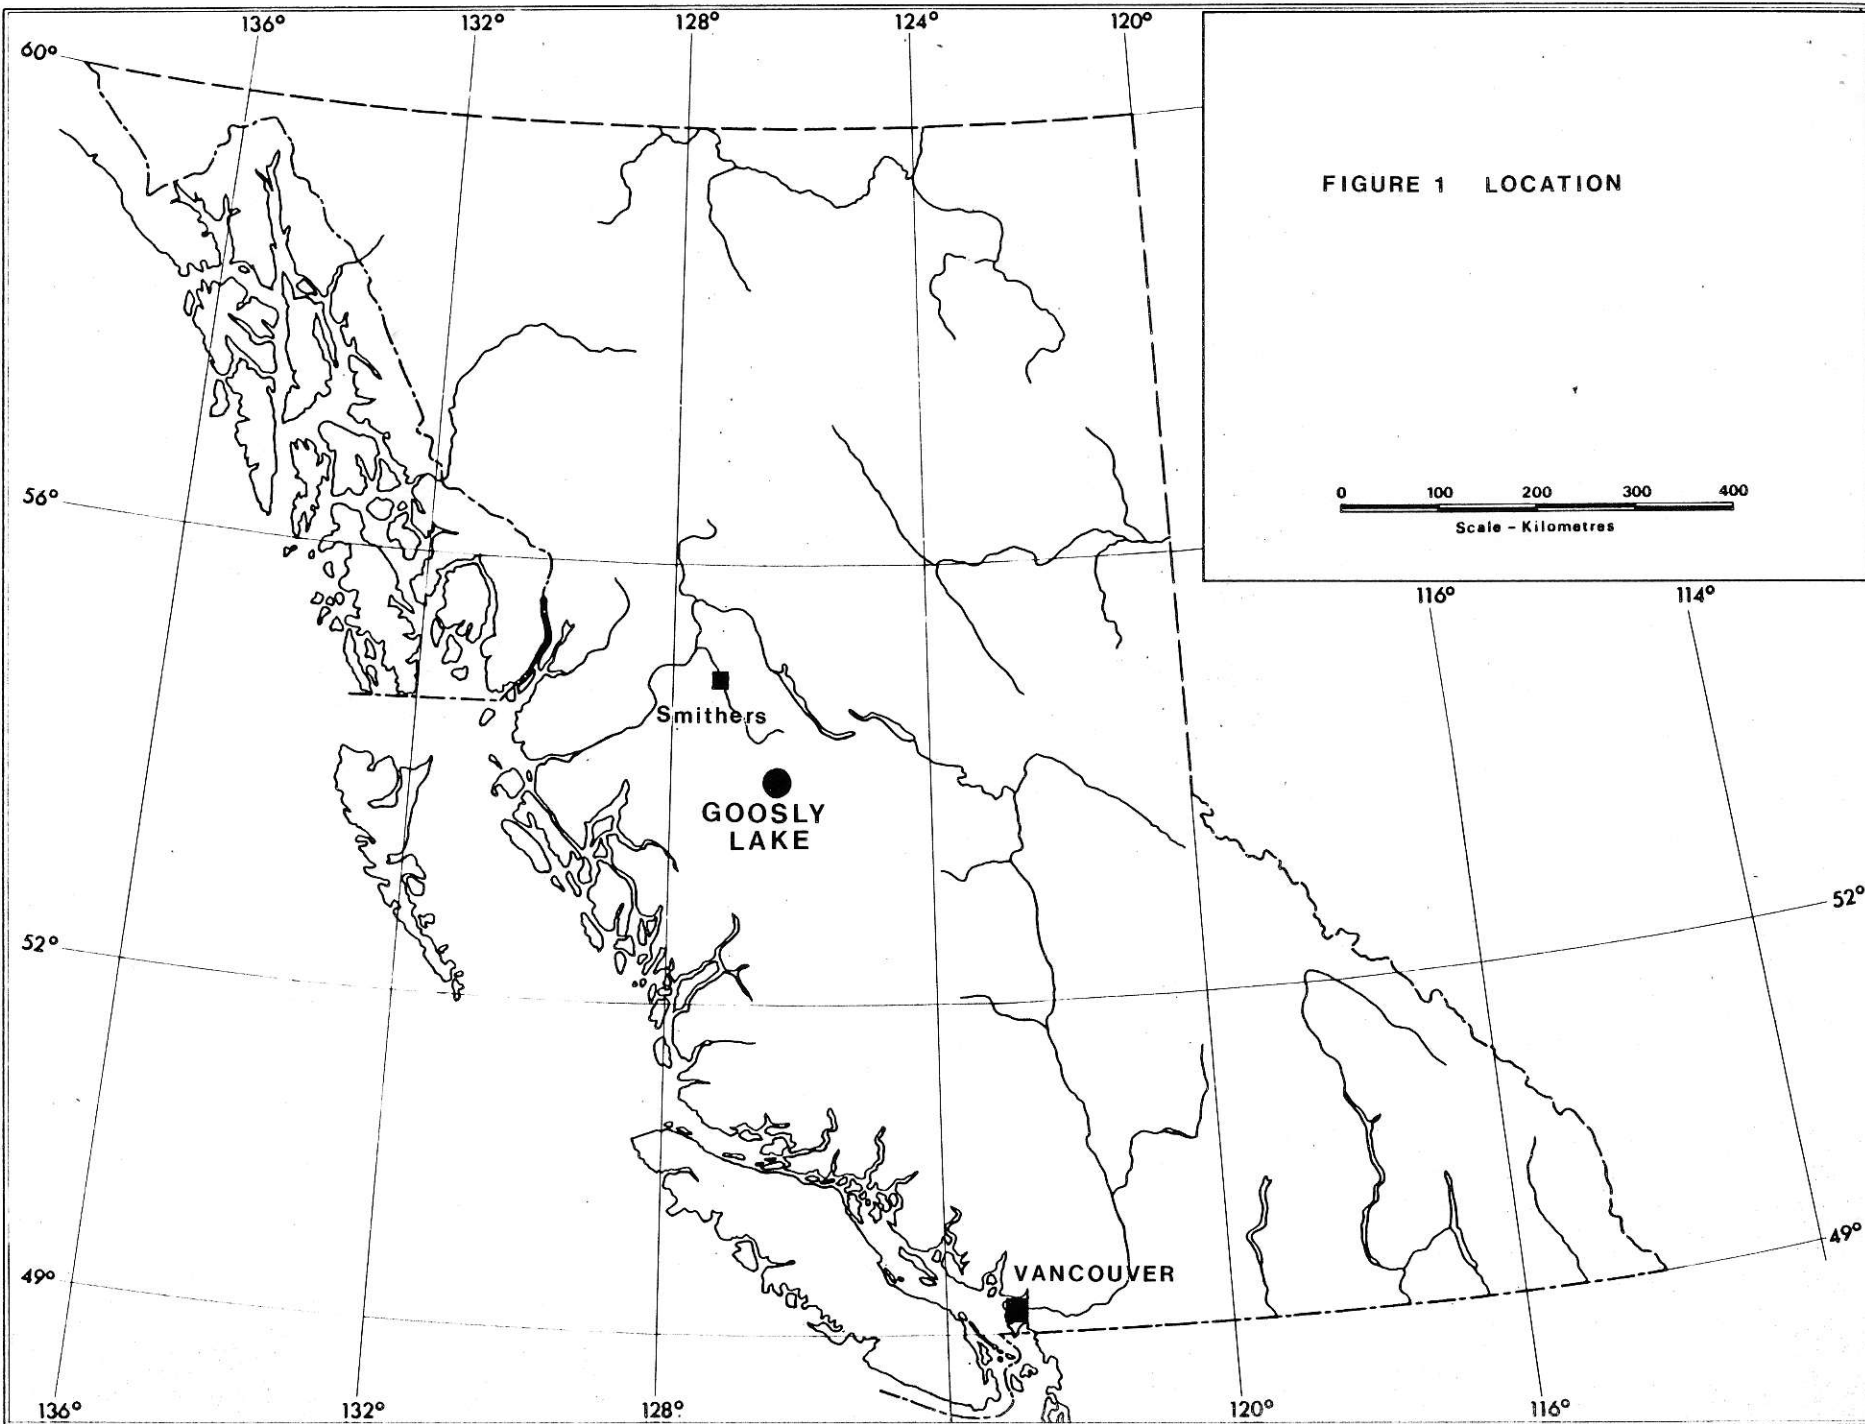 136° 132° 128° 124° 120°
60°
FIGURE 1 LOCATION
56°
0 100 200 300 400
Scale – Kilometres
116° 114°
Smithers
GOOSLY
LAKE
52°
52°
49°
49°
VANCOUVER
136° 132° 128° 120° 116°